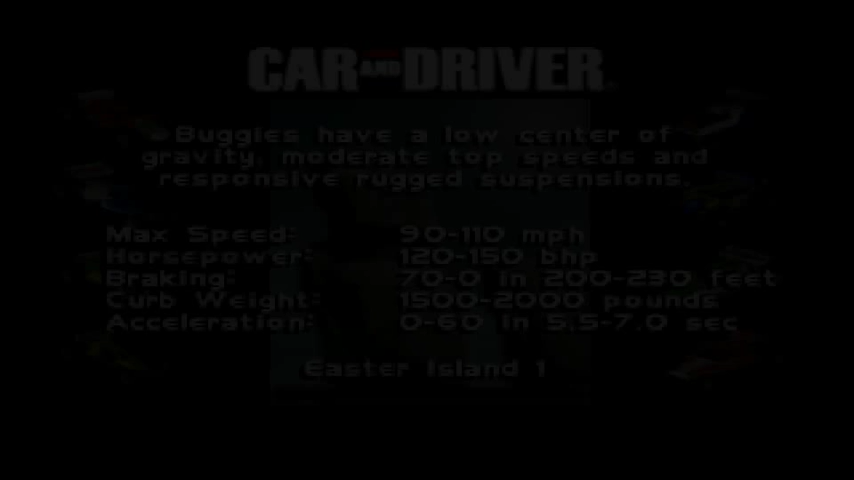 CAR AND DRIVER
Buggies have a low center of
gravity, moderate top speeds and
responsive rugged suspensions.
Max Speed: 90-110 mph
Horsepower: 120-150 bhp
Braking: 70-0 in 200-230 feet
Curb Weight: 1500-2000 pounds
Acceleration: 0-60 in 5.5-7.0 sec
Easter Island 1